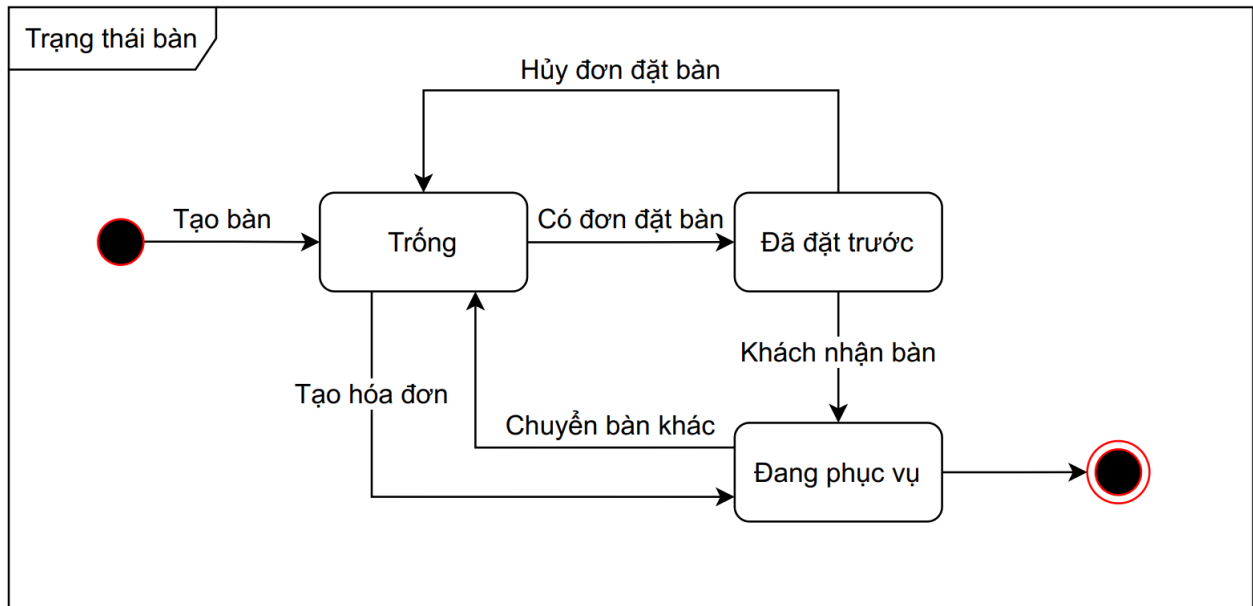 Trạng thái bàn
Hủy đơn đặt bàn
Tạo bàn
Trống
Có đơn đặt bàn
Đã đặt trước
Khách nhận bàn
Tạo hóa đơn
Chuyển bàn khác
Đang phục vụ